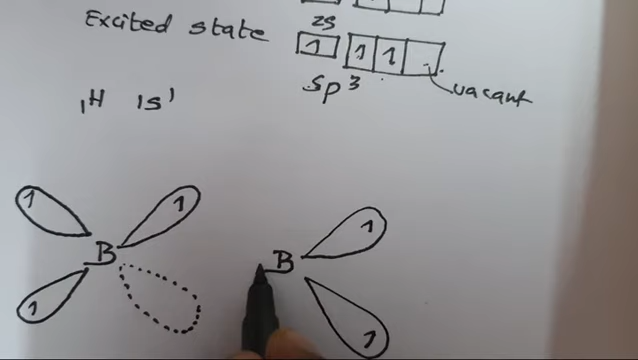 2s
Excited state 1 1 1
sp³ vacant
₁H 1s¹
1 1 1
B B
1 1